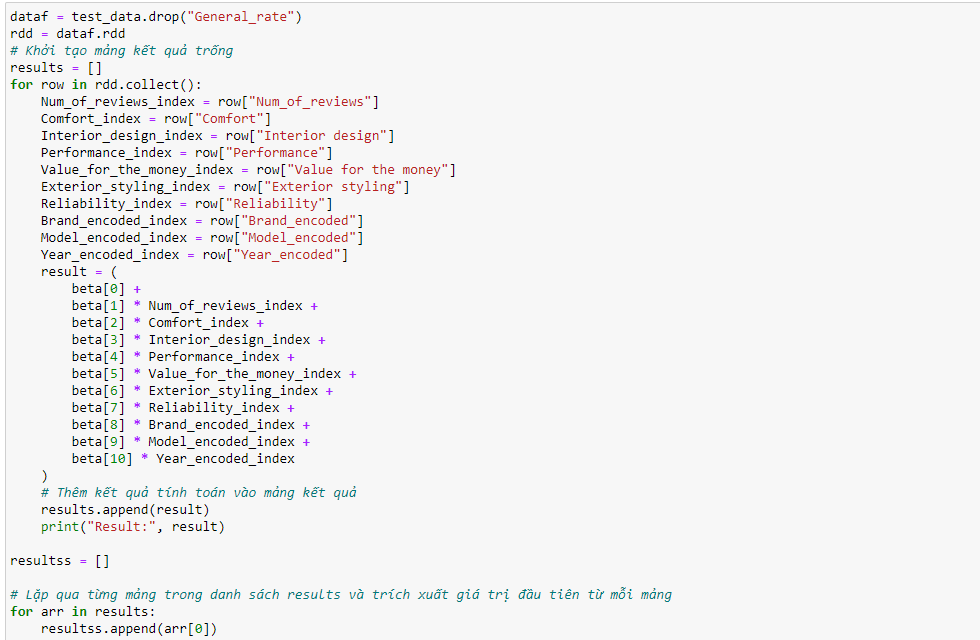 dataf = test_data.drop("General_rate")
rdd = dataf.rdd
# Khởi tạo mảng kết quả trống
results = []
for row in rdd.collect():
    Num_of_reviews_index = row["Num_of_reviews"]
    Comfort_index = row["Comfort"]
    Interior_design_index = row["Interior design"]
    Performance_index = row["Performance"]
    Value_for_the_money_index = row["Value for the money"]
    Exterior_styling_index = row["Exterior styling"]
    Reliability_index = row["Reliability"]
    Brand_encoded_index = row["Brand_encoded"]
    Model_encoded_index = row["Model_encoded"]
    Year_encoded_index = row["Year_encoded"]
    result = (
        beta[0] +
        beta[1] * Num_of_reviews_index +
        beta[2] * Comfort_index +
        beta[3] * Interior_design_index +
        beta[4] * Performance_index +
        beta[5] * Value_for_the_money_index +
        beta[6] * Exterior_styling_index +
        beta[7] * Reliability_index +
        beta[8] * Brand_encoded_index +
        beta[9] * Model_encoded_index +
        beta[10] * Year_encoded_index
    )
    # Thêm kết quả tính toán vào mảng kết quả
    results.append(result)
    print("Result:", result)

resultss = []

# Lặp qua từng mảng trong danh sách results và trích xuất giá trị đầu tiên từ mỗi mảng
for arr in results:
    resultss.append(arr[0])